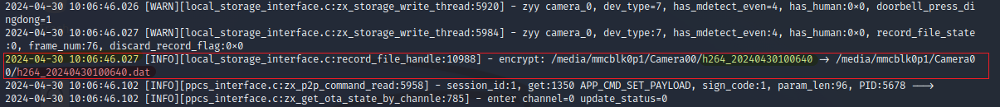 2024-04-30 10:06:46.026 [WARN][local_storage_interface.c:zx_storage_write_thread:5920] - zyy camera_0, dev_type=7, has_mdetect_even=4, has_human:0×0, doorbell_press_di
ngdong=1
2024-04-30 10:06:46.027 [WARN][local_storage_interface.c:zx_storage_write_thread:5984] - zyy camera_0, dev_type:7, has_mdetect_even:4, has_human:0×0, record_file_state
:0, frame_num:76, discard_record_flag:0×0
2024-04-30 10:06:46.027 [INFO][local_storage_interface.c:record_file_handle:10988] - encrypt: /media/mmcblk0p1/Camera00/h264_20240430100640 → /media/mmcblk0p1/Camera0
0/h264_20240430100640.dat
2024-04-30 10:06:46.102 [INFO][ppcs_interface.c:zx_p2p_command_read:5958] - session_id:1, get:1350 APP_CMD_SET_PAYLOAD, sign_code:1, param_len:96, PID:5678 ⟶
2024-04-30 10:06:46.102 [INFO][ppcs_interface.c:zx_get_ota_state_by_channle:785] - enter channel=0 update_status=0